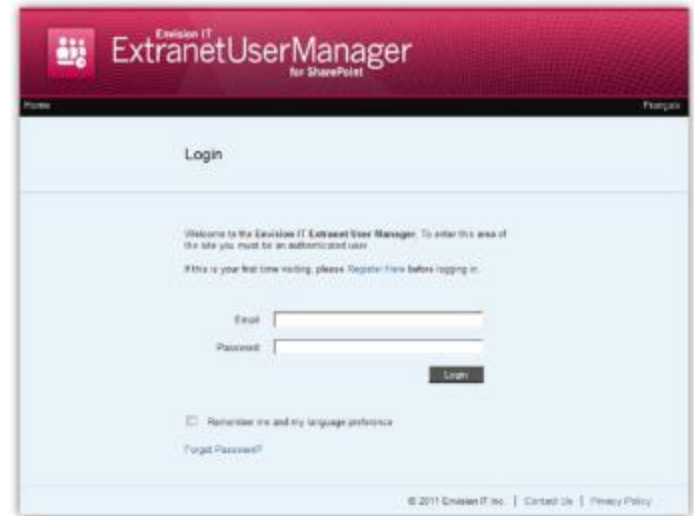 Envision IT
ExtranetUserManager
for SharePoint
Home
Français
Login
Welcome to the Envision IT Extranet User Manager. To enter this area of
the site you must be an authenticated user
If this is your first time visiting, please Register Here before logging in.
Email
Password
Login
Remember me and my language preference
Forgot Password?
© 2011 Envision IT Inc. | Contact Us | Privacy Policy